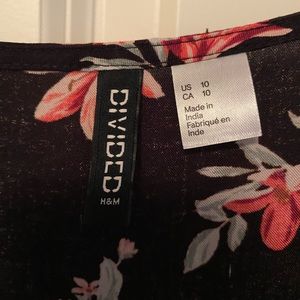 DIVIDED
H&M
US 10
CA 10
Made in
India
Fabriqué en
Inde